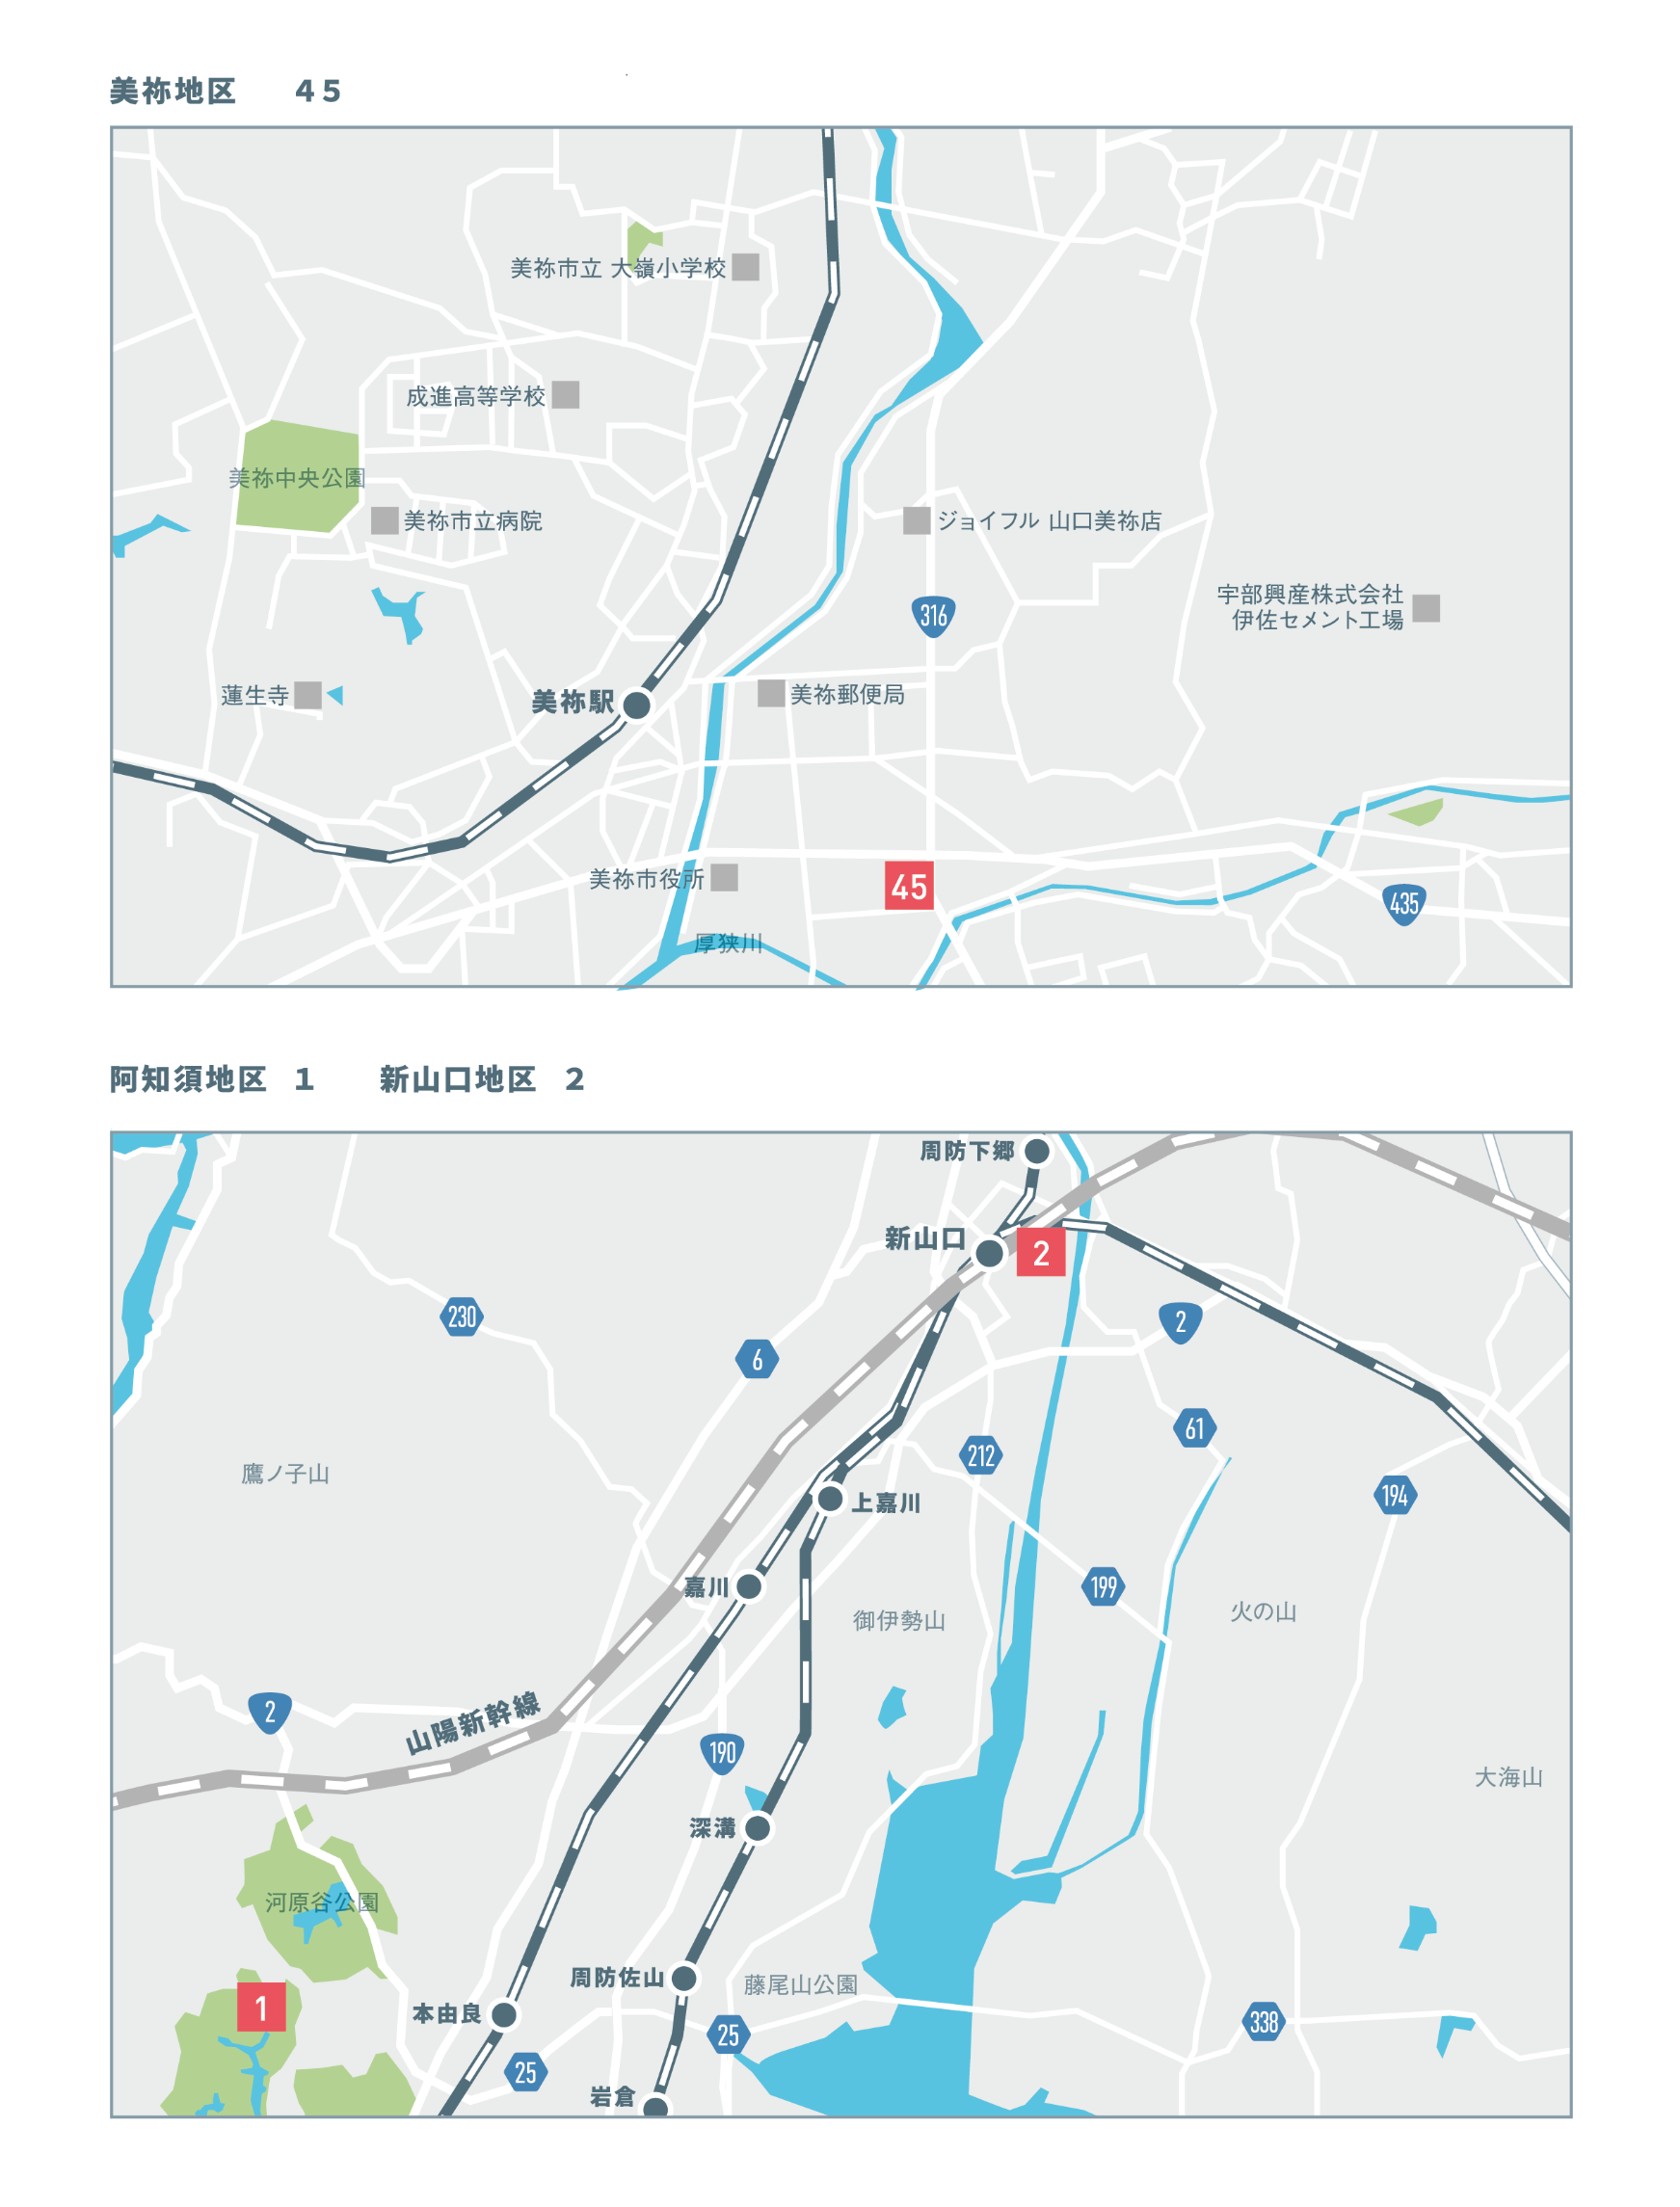 美祢地区 45
美祢市立 大嶺小学校
成進高等学校
美祢中央公園
美祢市立病院
ジョイフル 山口美祢店
宇部興産株式会社
伊佐セメント工場
316
蓮生寺
美祢駅
美祢郵便局
美祢市役所
45
435
厚狭川
阿知須地区 1 新山口地区 2
周防下郷
新山口
2
230
2
6
61
212
鷹ノ子山
194
上嘉川
嘉川
199
御伊勢山
火の山
2
山陽新幹線
190
大海山
深溝
河原谷公園
周防佐山
藤尾山公園
1
本由良
25
338
25
岩倉